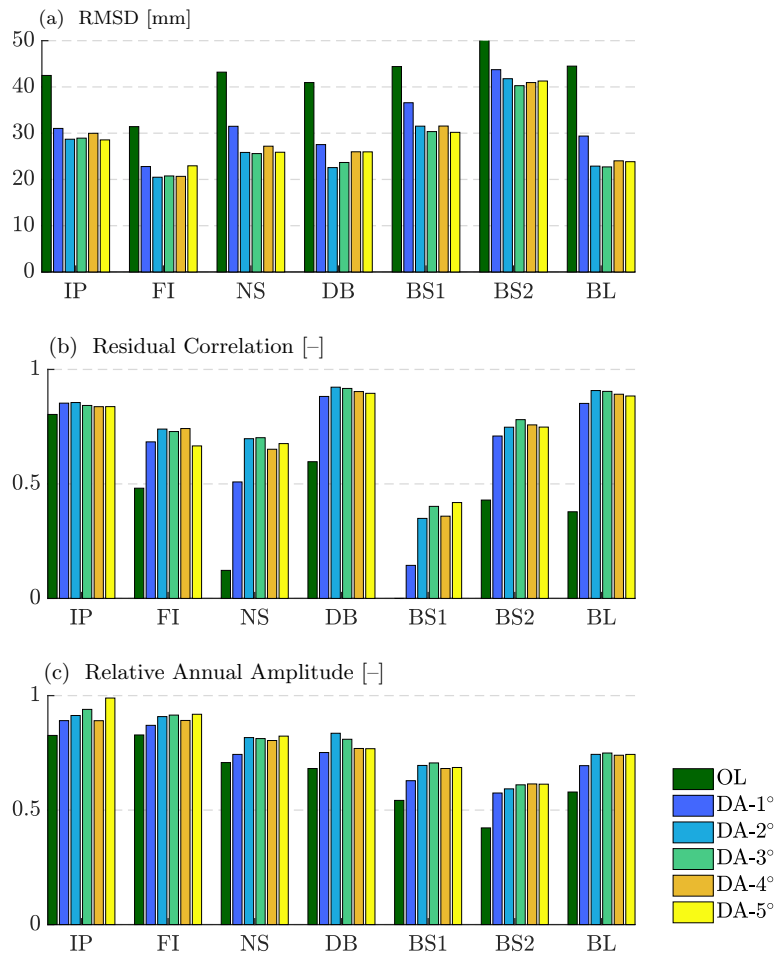 (a) RMSD [mm]
50
40
30
20
10
0
IP FI NS DB BS1 BS2 BL
(b) Residual Correlation [–]
1
0.5
0
IP FI NS DB BS1 BS2 BL
(c) Relative Annual Amplitude [–]
1
0.5
0
IP FI NS DB BS1 BS2 BL
OL
DA-1°
DA-2°
DA-3°
DA-4°
DA-5°